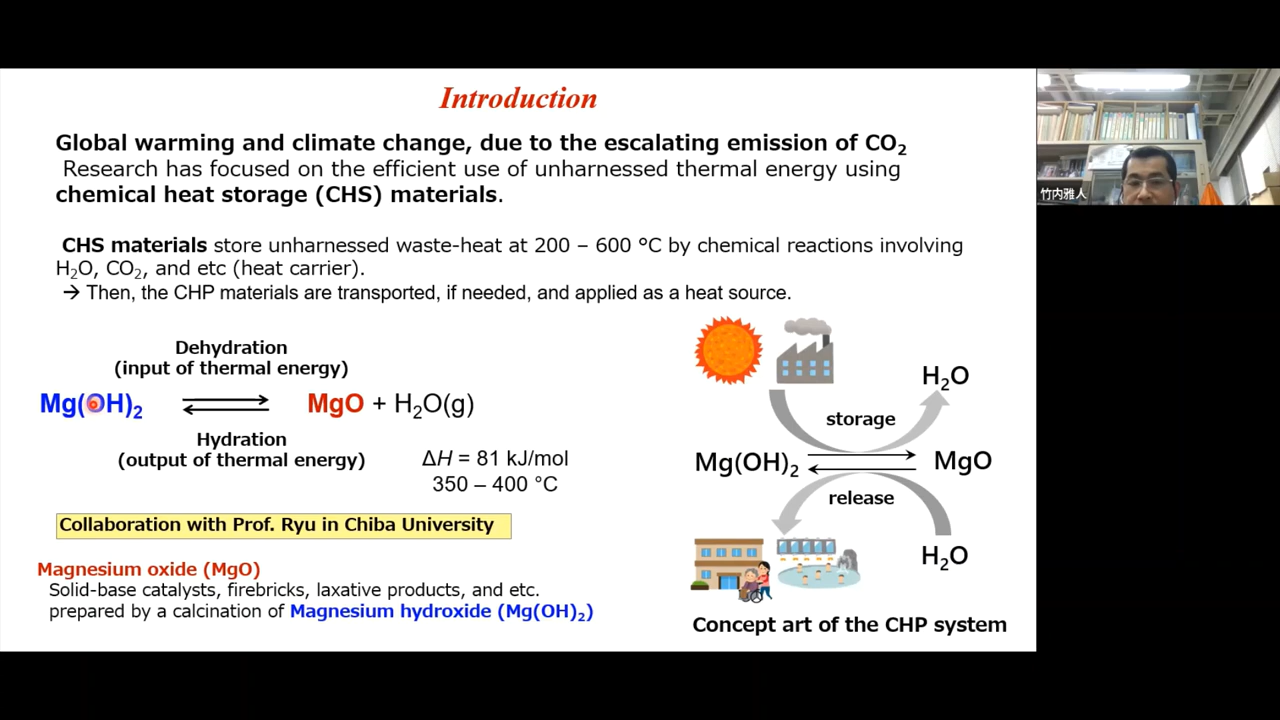 Introduction
Global warming and climate change, due to the escalating emission of CO₂
Research has focused on the efficient use of unharnessed thermal energy using
chemical heat storage (CHS) materials.
CHS materials store unharnessed waste-heat at 200 – 600 °C by chemical reactions involving
H₂O, CO₂, and etc (heat carrier).
→ Then, the CHP materials are transported, if needed, and applied as a heat source.
Dehydration
(input of thermal energy)
Mg(OH)₂ ⇌ MgO + H₂O(g)
Hydration
(output of thermal energy)
ΔH = 81 kJ/mol
350 – 400 °C
Collaboration with Prof. Ryu in Chiba University
Magnesium oxide (MgO)
Solid-base catalysts, firebricks, laxative products, and etc.
prepared by a calcination of Magnesium hydroxide (Mg(OH)₂)
H₂O
storage
Mg(OH)₂ ⇌ MgO
release
H₂O
Concept art of the CHP system
竹内雅人